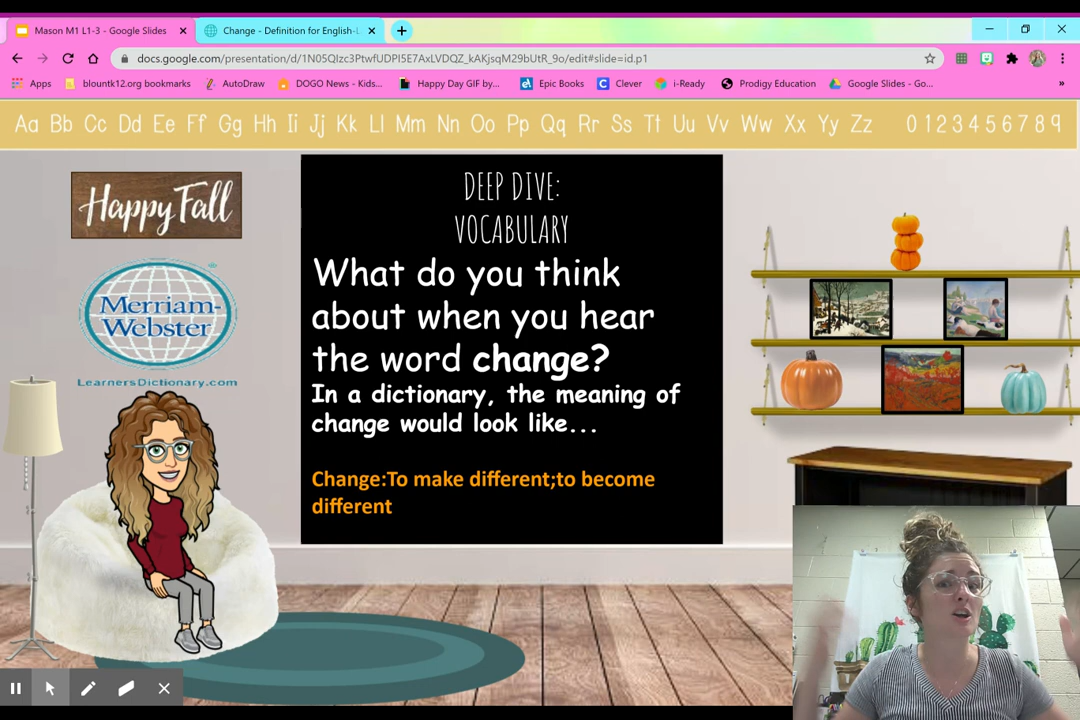 Mason M1 L1-3 - Google Slides
Change - Definition for English-L
docs.google.com/presentation/d/1N05QIzc3PtwfUDPI5E7AxLVDQZ_kAKjsqM29bUtR_9o/edit#slide=id.p1
Apps blountk12.org bookmarks AutoDraw DOGO News - Kids... Happy Day GIF by... Epic Books Clever i-Ready Prodigy Education Google Slides - Go... »
Aa Bb Cc Dd Ee Ff Gg Hh Ii Jj Kk Ll Mm Nn Oo Pp Qq Rr Ss Tt Uu Vv Ww Xx Yy Zz 0 1 2 3 4 5 6 7 8 9
Happy Fall
Merriam-
Webster
®
LearnersDictionary.com
DEEP DIVE:
VOCABULARY
What do you think
about when you hear
the word change?
In a dictionary, the meaning of
change would look like...
Change:To make different;to become
different